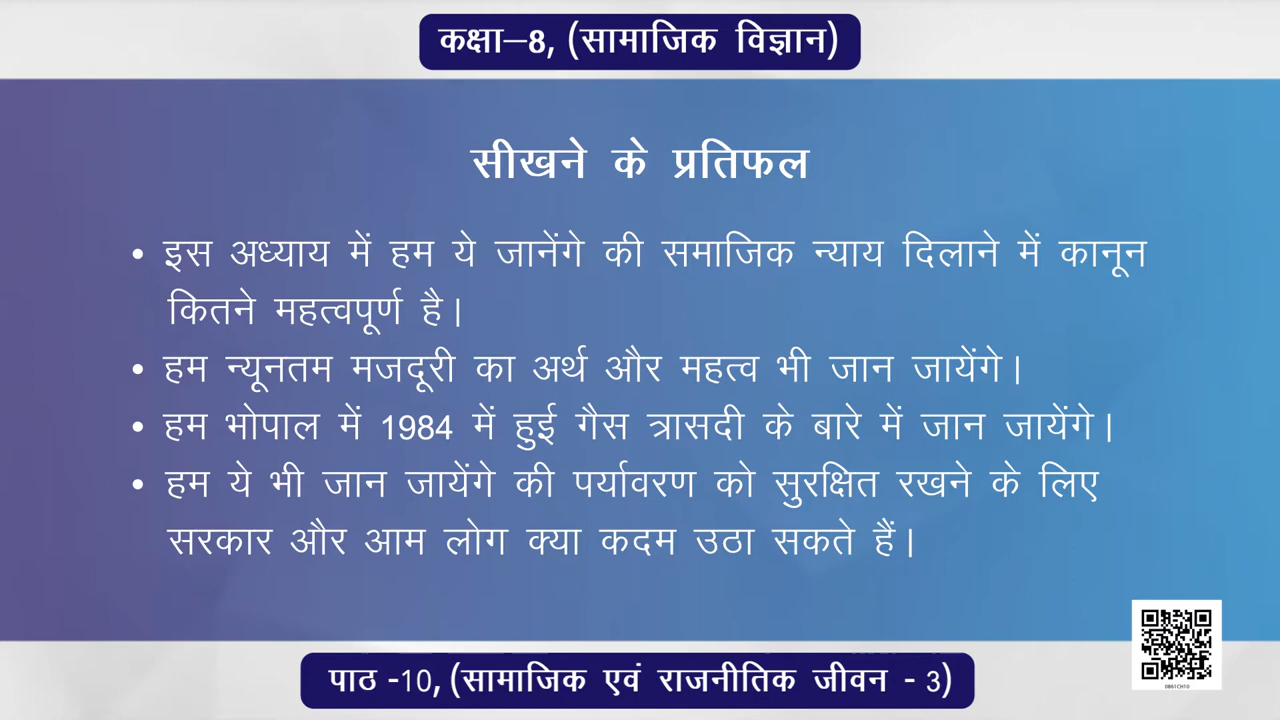 कक्षा–8, (सामाजिक विज्ञान)
सीखने के प्रतिफल
• इस अध्याय में हम ये जानेंगे की समाजिक न्याय दिलाने में कानून
कितने महत्वपूर्ण है।
• हम न्यूनतम मजदूरी का अर्थ और महत्व भी जान जायेंगे।
• हम भोपाल में 1984 में हुई गैस त्रासदी के बारे में जान जायेंगे।
• हम ये भी जान जायेंगे की पर्यावरण को सुरक्षित रखने के लिए
सरकार और आम लोग क्या कदम उठा सकते हैं।
0861CH10
पाठ -10, (सामाजिक एवं राजनीतिक जीवन - 3)